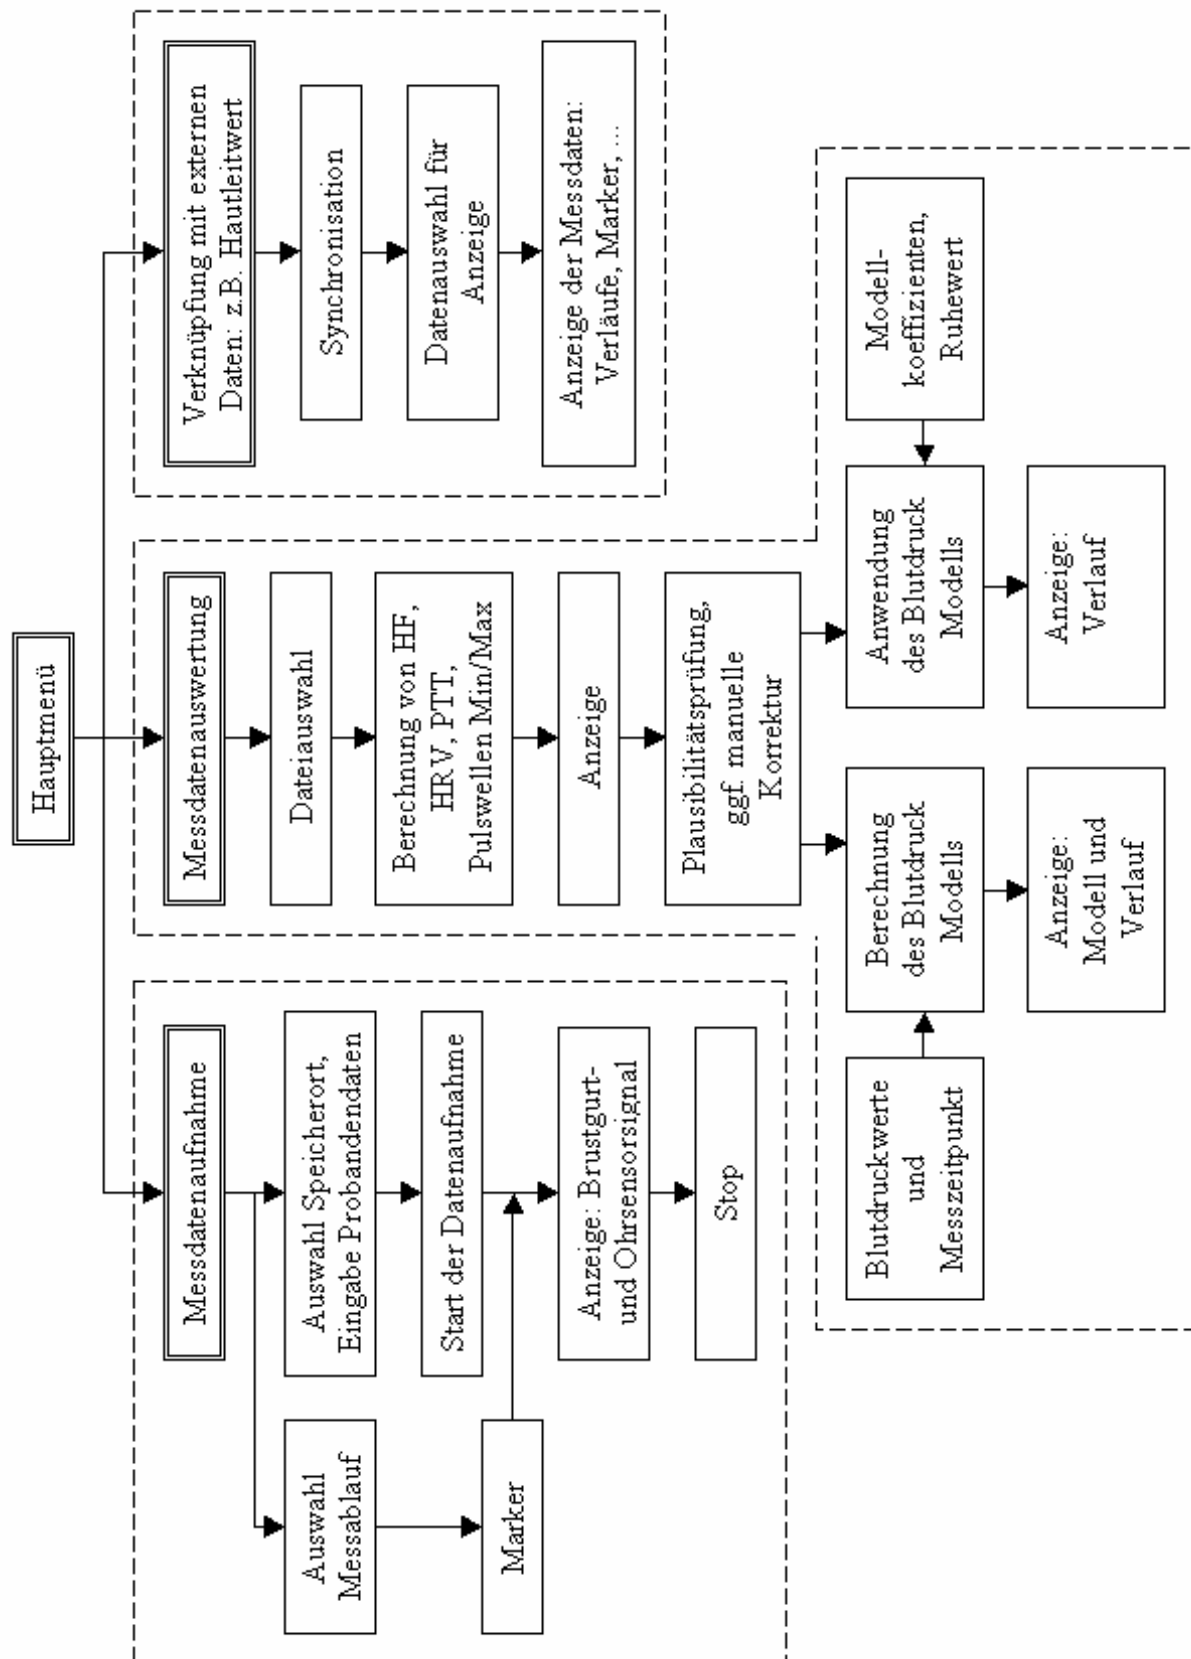 Hauptmenü
Messdatenaufnahme
Auswahl
Messablauf
Auswahl Speicherort,
Eingabe Probandendaten
Start der Datenaufnahme
Marker
Anzeige: Brustgurt-
und Ohrsensorsignal
Stop
Messdatenauswertung
Dateiauswahl
Berechnung von HF,
HRV, PTT,
Pulswellen Min/Max
Anzeige
Plausibilitätsprüfung,
ggf. manuelle
Korrektur
Blutdruckwerte
und
Messzeitpunkt
Berechnung
des Blutdruck
Modells
Anwendung
des Blutdruck
Modells
Modell-
koeffizienten,
Ruhewert
Anzeige:
Modell und
Verlauf
Anzeige:
Verlauf
Verknüpfung mit externen
Daten: z.B. Hautleitwert
Synchronisation
Datenauswahl für
Anzeige
Anzeige der Messdaten:
Verläufe, Marker, ...